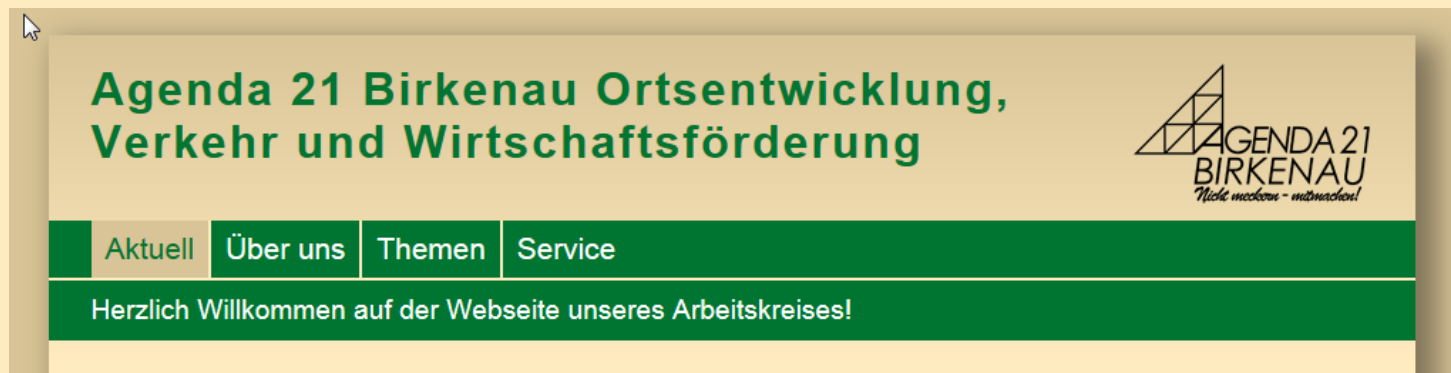 Agenda 21 Birkenau Ortsentwicklung,
Verkehr und Wirtschaftsförderung
AGENDA 21
BIRKENAU
Nicht meckern - mitmachen!
Aktuell Über uns Themen Service
Herzlich Willkommen auf der Webseite unseres Arbeitskreises!